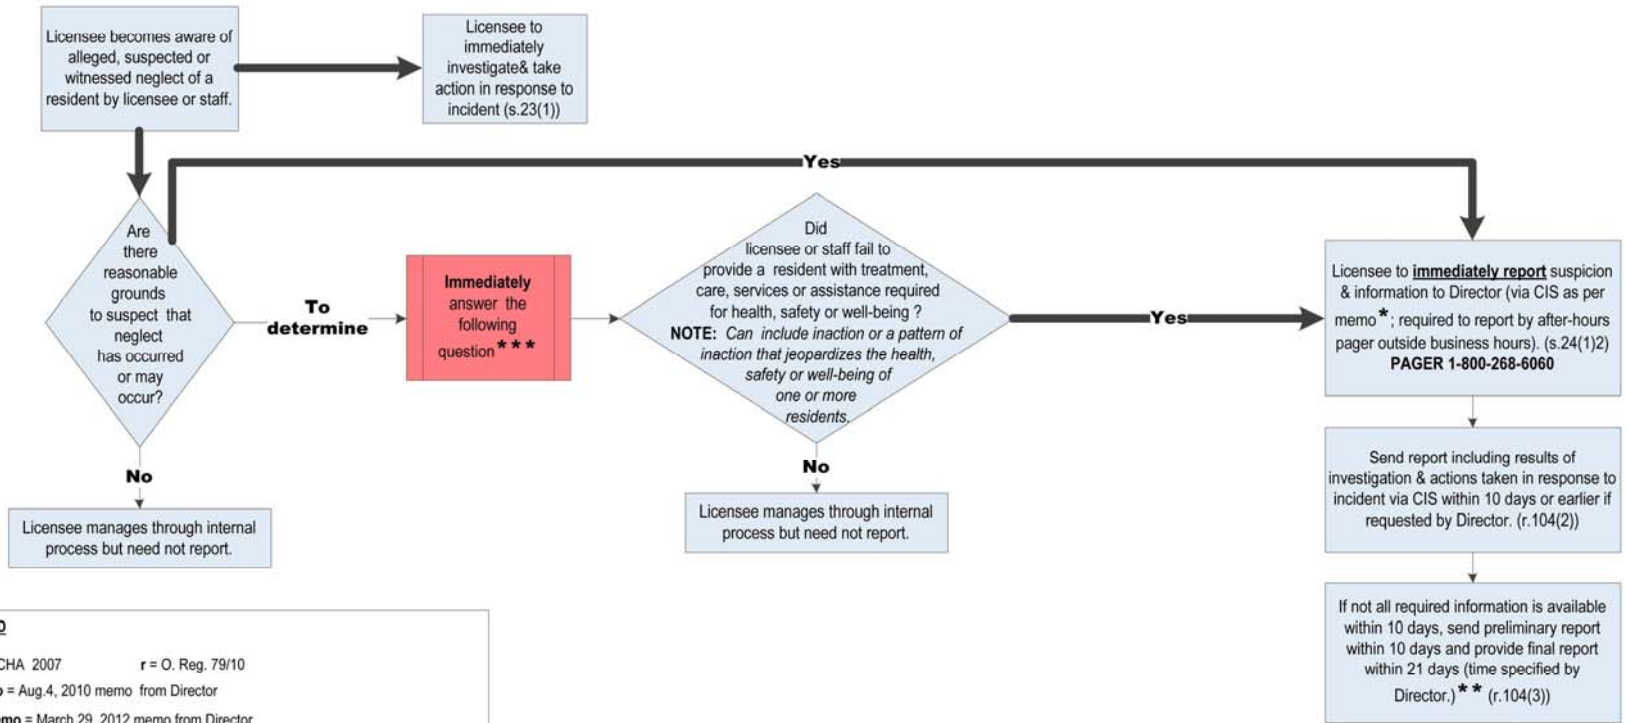 Licensee becomes aware of
alleged, suspected or
witnessed neglect of a
resident by licensee or staff.
Licensee to
immediately
investigate& take
action in response to
incident (s.23(1))
Yes
Are
there
reasonable
grounds
to suspect that
neglect
has occurred
or may
occur?
To
determine
Immediately
answer the
following
question***
Did
licensee or staff fail to
provide a resident with treatment,
care, services or assistance required
for health, safety or well-being ?
NOTE: Can include inaction or a pattern of
inaction that jeopardizes the health,
safety or well-being of
one or more
residents.
Yes
Licensee to immediately report suspicion
& information to Director (via CIS as per
memo*; required to report by after-hours
pager outside business hours). (s.24(1)2)
PAGER 1-800-268-6060
No
Licensee manages through internal
process but need not report.
No
Licensee manages through internal
process but need not report.
Send report including results of
investigation & actions taken in response to
incident via CIS within 10 days or earlier if
requested by Director. (r.104(2))
If not all required information is available
within 10 days, send preliminary report
within 10 days and provide final report
within 21 days (time specified by
Director.)** (r.104(3))
CHA 2007 r = O. Reg. 79/10
= Aug.4, 2010 memo from Director
mo = March 29, 2012 memo from Director